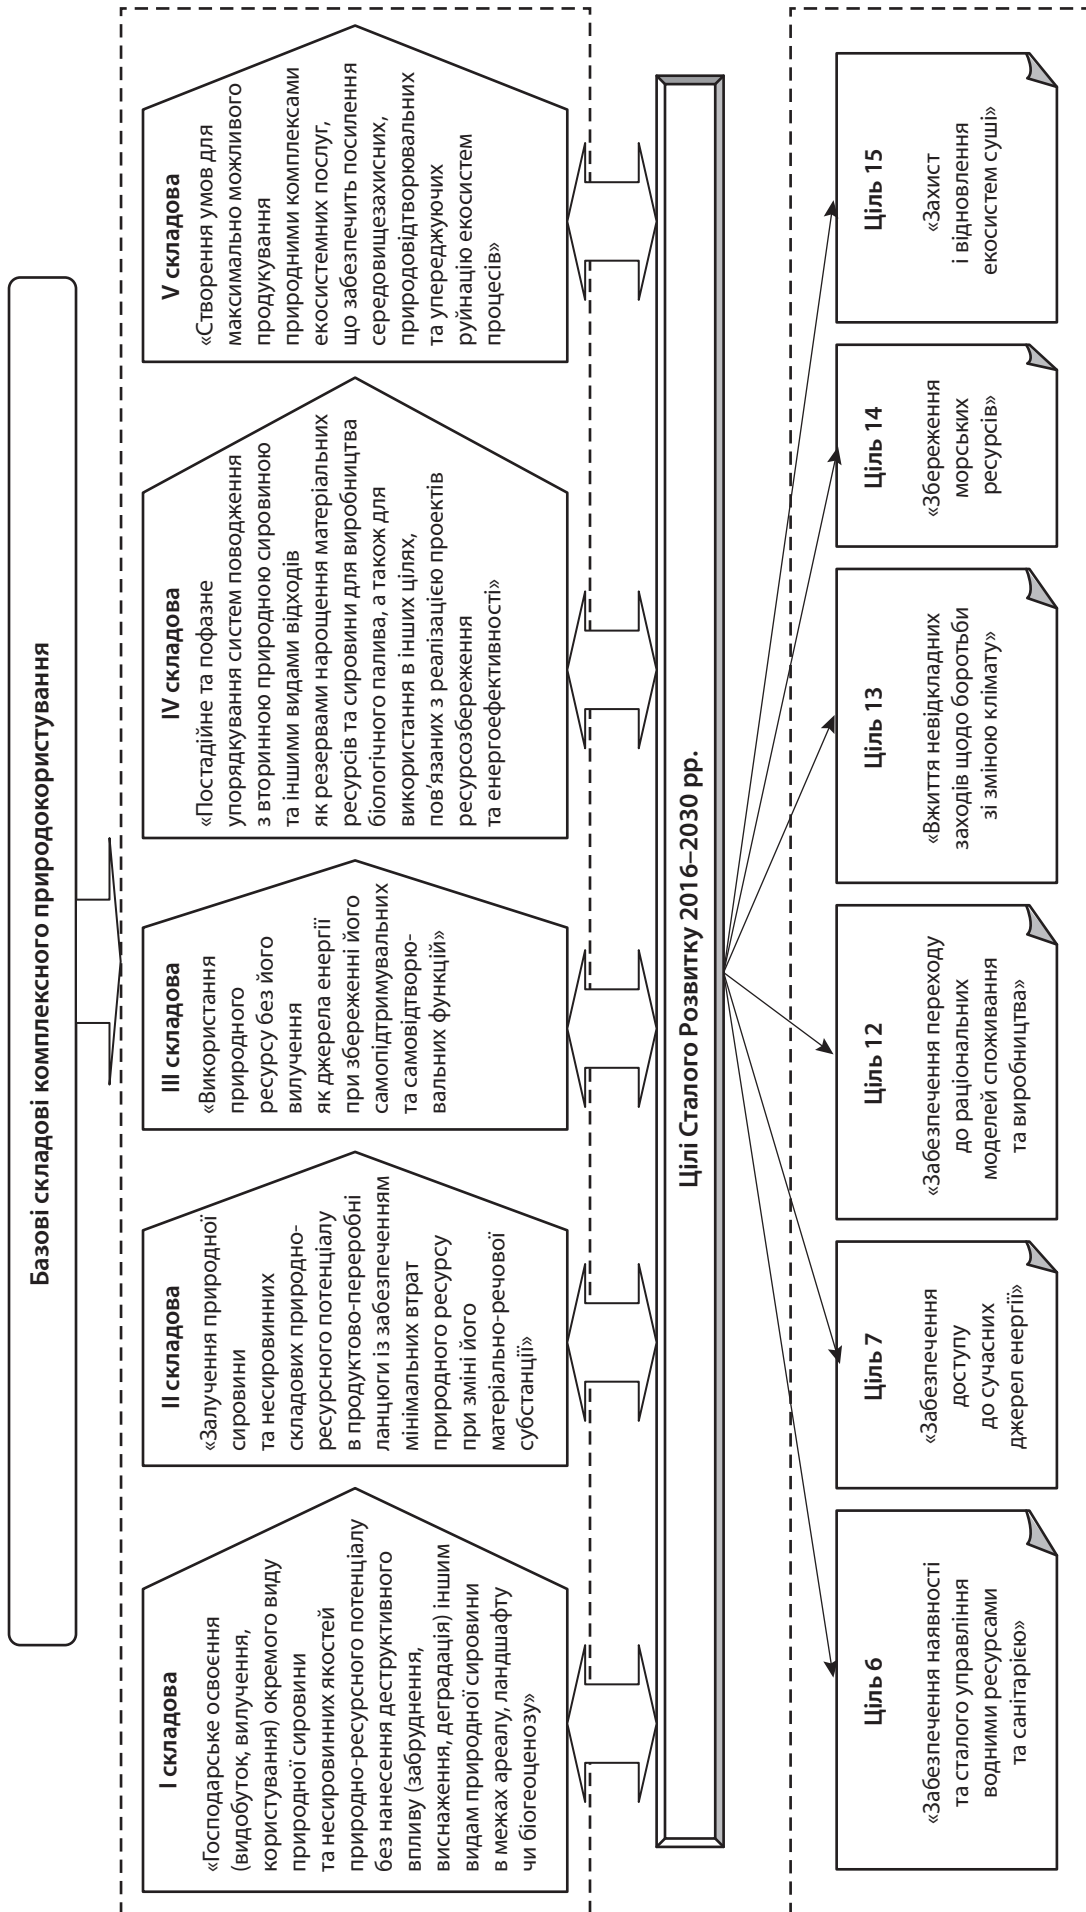 Базові складові комплексного природокористування
І складова
«Господарське освоєння
(видобуток, вилучення,
користування) окремого виду
природної сировини
та несировинних якостей
природно-ресурсного потенціалу
без нанесення деструктивного
впливу (забруднення,
виснаження, деградація) іншим
видам природної сировини
в межах ареалу, ландшафту
чи біогеоценозу»
ІІ складова
«Залучення природної
сировини
та несировинних
складових природно-
ресурсного потенціалу
в продуктово-переробні
ланцюги із забезпеченням
мінімальних втрат
природного ресурсу
при зміні його
матеріально-речової
субстанції»
ІІІ складова
«Використання
природного
ресурсу без його
вилучення
як джерела енергії
при збереженні його
самопідтримувальних
та самовідтворю-
вальних функцій»
IV складова
«Постадійне та пофазне
упорядкування систем поводження
з вторинною природною сировиною
та іншими видами відходів
як резервами нарощення матеріальних
ресурсів та сировини для виробництва
біологічного палива, а також для
використання в інших цілях,
пов’язаних з реалізацією проектів
ресурсозбереження
та енергоефективності»
V складова
«Створення умов для
максимально можливого
продукування
природними комплексами
екосистемних послуг,
що забезпечить посилення
середовищезахисних,
природовідтворювальних
та упереджуючих
руйнацію екосистем
процесів»
Цілі Сталого Розвитку 2016–2030 рр.
Ціль 6
«Забезпечення наявності
та сталого управління
водними ресурсами
та санітарією»
Ціль 7
«Забезпечення
доступу
до сучасних
джерел енергії»
Ціль 12
«Забезпечення переходу
до раціональних
моделей споживання
та виробництва»
Ціль 13
«Вжиття невідкладних
заходів щодо боротьби
зі зміною клімату»
Ціль 14
«Збереження
морських
ресурсів»
Ціль 15
«Захист
і відновлення
екосистем суші»